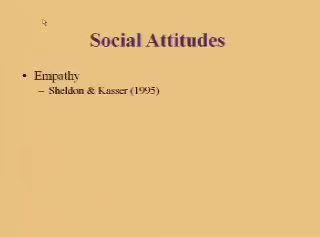 Social Attitudes
• Empathy
– Sheldon & Kasser (1995)